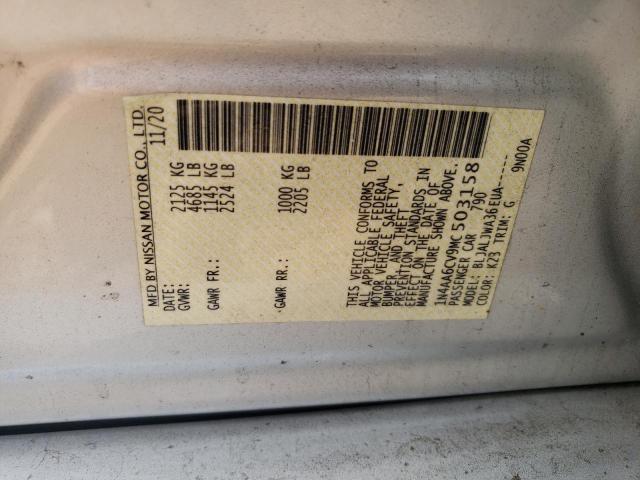 MFD BY NISSAN MOTOR CO., LTD.
DATE: 11/20
GVWR: 2125 KG
4685 LB
GAWR FR: 1145 KG
2524 LB
GAWR RR: 1000 KG
2205 LB
THIS VEHICLE CONFORMS TO
ALL APPLICABLE FEDERAL
MOTOR VEHICLE SAFETY,
BUMPER, AND THEFT
PREVENTION STANDARDS IN
EFFECT ON THE DATE OF
MANUFACTURE SHOWN ABOVE.
1N4AA6CV9MC503158
PASSENGER CAR 790
MODEL: BLJALJWA36EUA-----
COLOR: K23 TRIM: G 9N00A